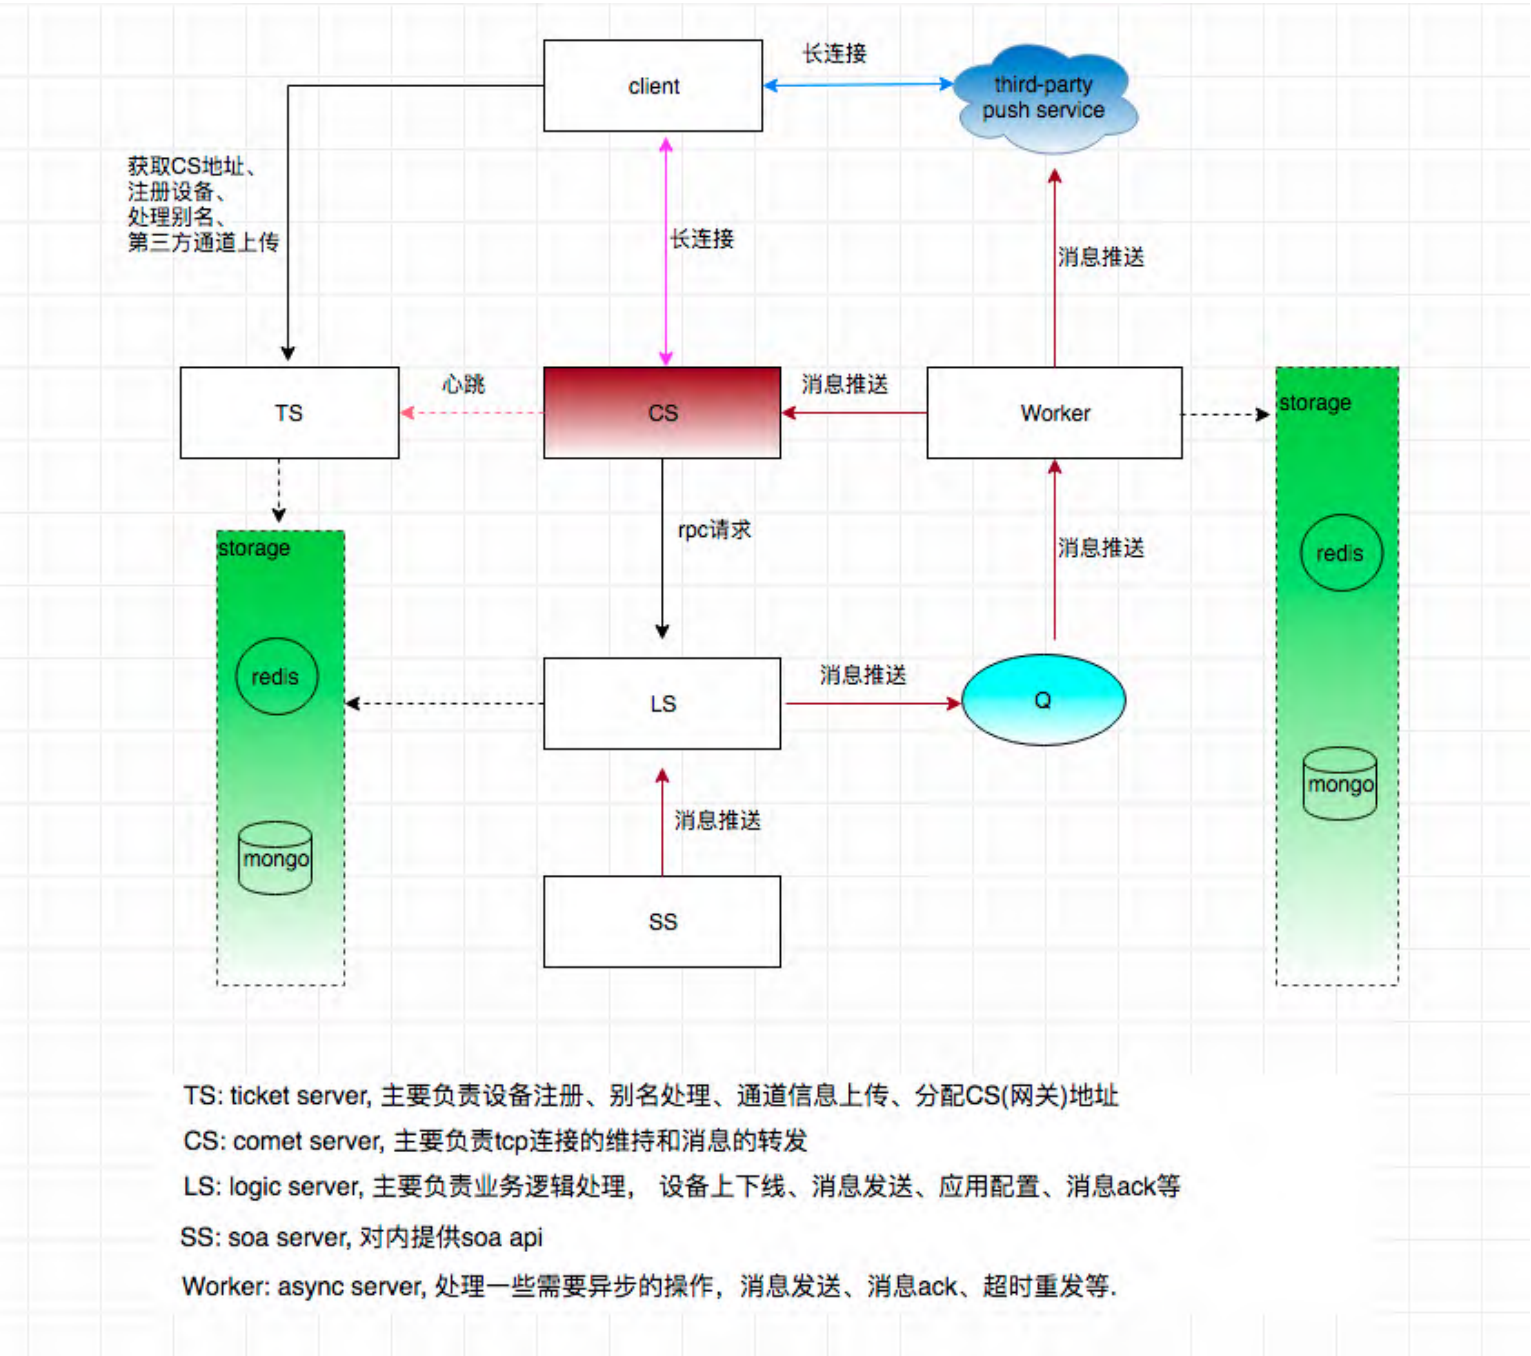 长连接
client
third-party
push service
获取CS地址、
注册设备、
处理别名、
第三方通道上传
长连接
消息推送
TS
心跳
CS
消息推送
Worker
storage
rpc请求
消息推送
storage
redis
redis
LS
消息推送
Q
mongo
消息推送
mongo
SS
TS: ticket server, 主要负责设备注册、别名处理、通道信息上传、分配CS(网关)地址
CS: comet server, 主要负责tcp连接的维持和消息的转发
LS: logic server, 主要负责业务逻辑处理， 设备上下线、消息发送、应用配置、消息ack等
SS: soa server, 对内提供soa api
Worker: async server, 处理一些需要异步的操作，消息发送、消息ack、超时重发等.